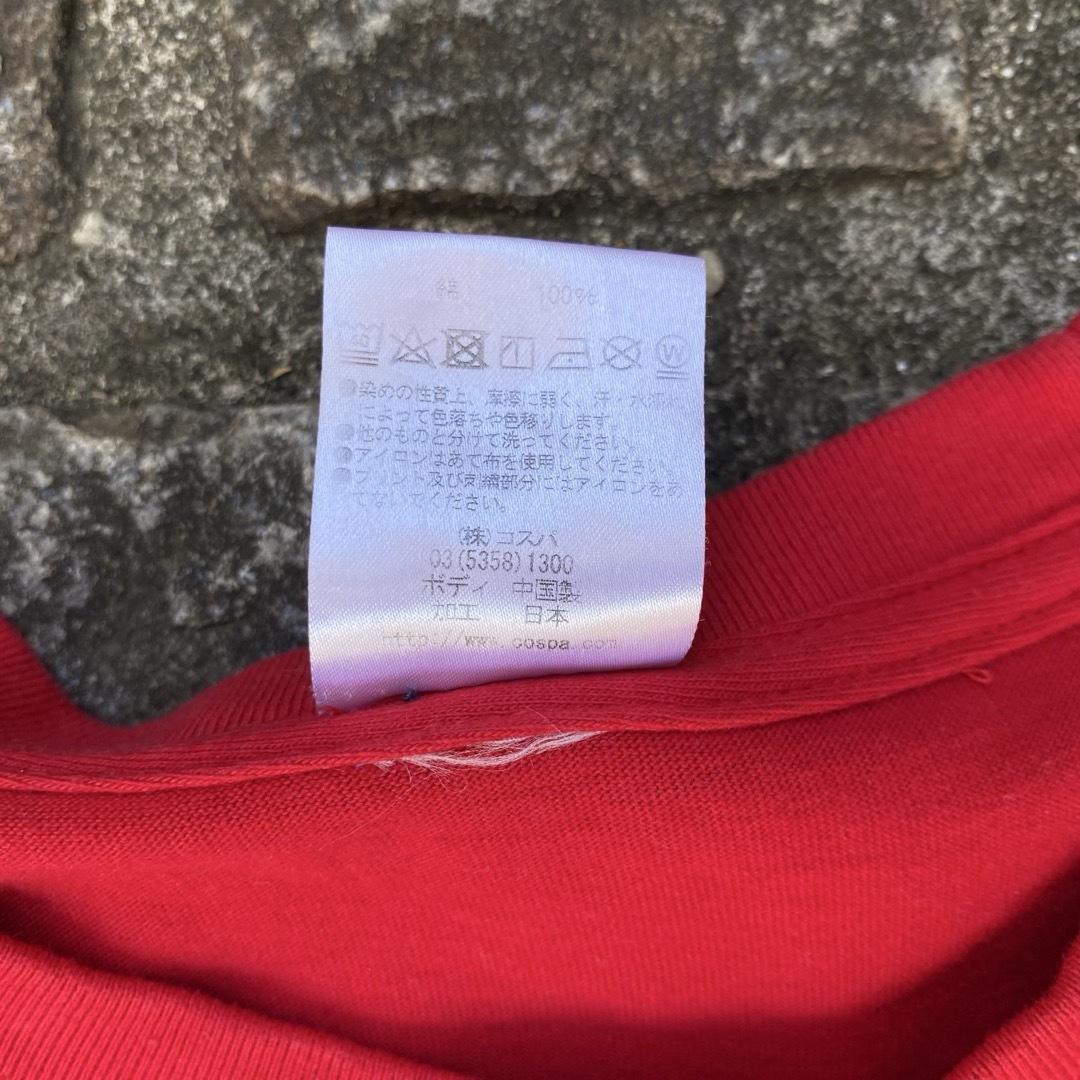 綿 100%
40
W
●染めの性質上、摩擦に弱く、汗・水濡れ
によって色落ちや色移りします。
●他のものと分けて洗ってください。
●アイロンはあて布を使用してください。
●プリント及び刺繍部分にはアイロンをあ
てないでください。
(株)コスパ
03(5358)1300
ボディ 中国製
加工 日本
http://www.cospa.com